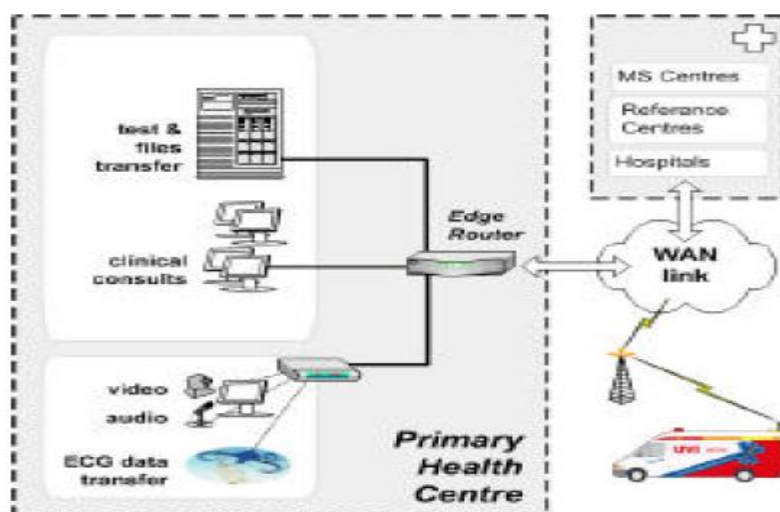 test &
files
transfer
clinical
consults
video
audio
ECG data
transfer
Edge
Router
Primary
Health
Centre
MS Centres
Reference
Centres
Hospitals
WAN
link